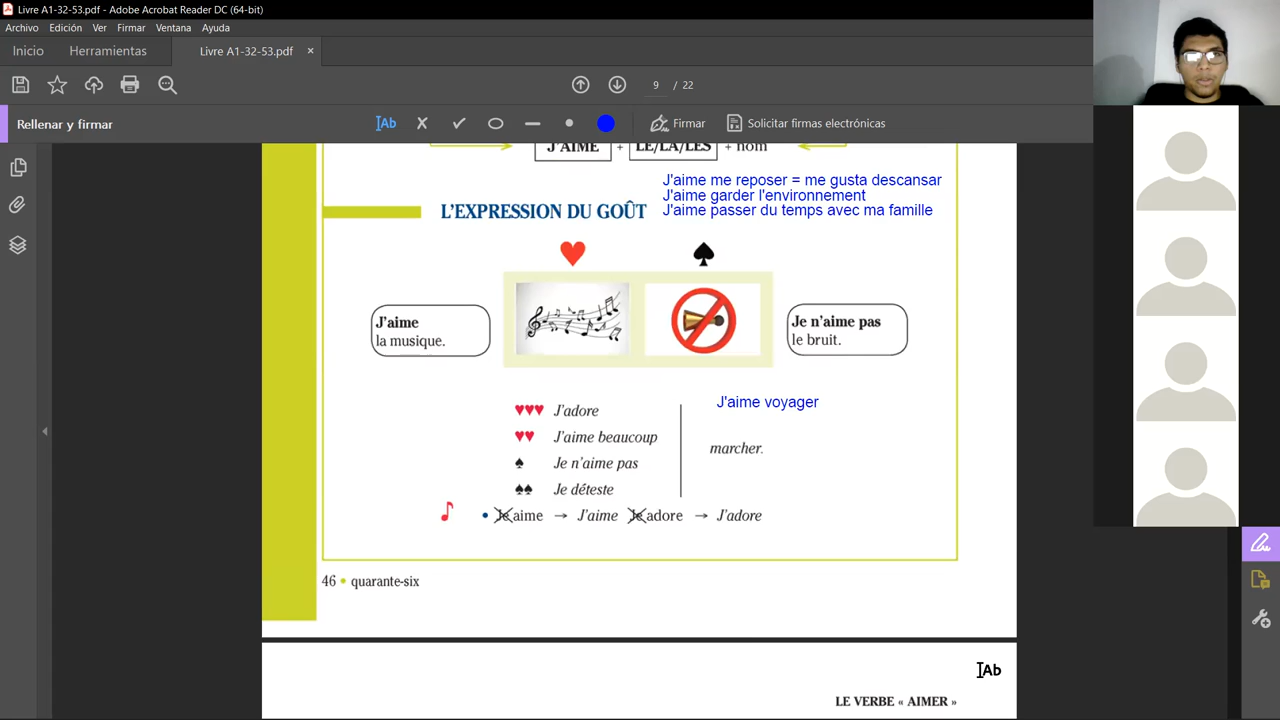 Livre A1-32-53.pdf - Adobe Acrobat Reader DC (64-bit)
Archivo Edición Ver Firmar Ventana Ayuda
Inicio Herramientas Livre A1-32-53.pdf ×
9 / 22
Rellenar y firmar
Ab
Firmar
Solicitar firmas electrónicas
J'AIME + LE/LA/LES + nom
J'aime me reposer = me gusta descansar
J'aime garder l'environnement
J'aime passer du temps avec ma famille
L'EXPRESSION DU GOÛT
J'aime
la musique.
Je n'aime pas
le bruit.
J'aime voyager
J'adore
J'aime beaucoup
marcher.
Je n'aime pas
Je déteste
• Je aime → J'aime Je adore → J'adore
46 • quarante-six
Ab
LE VERBE « AIMER »